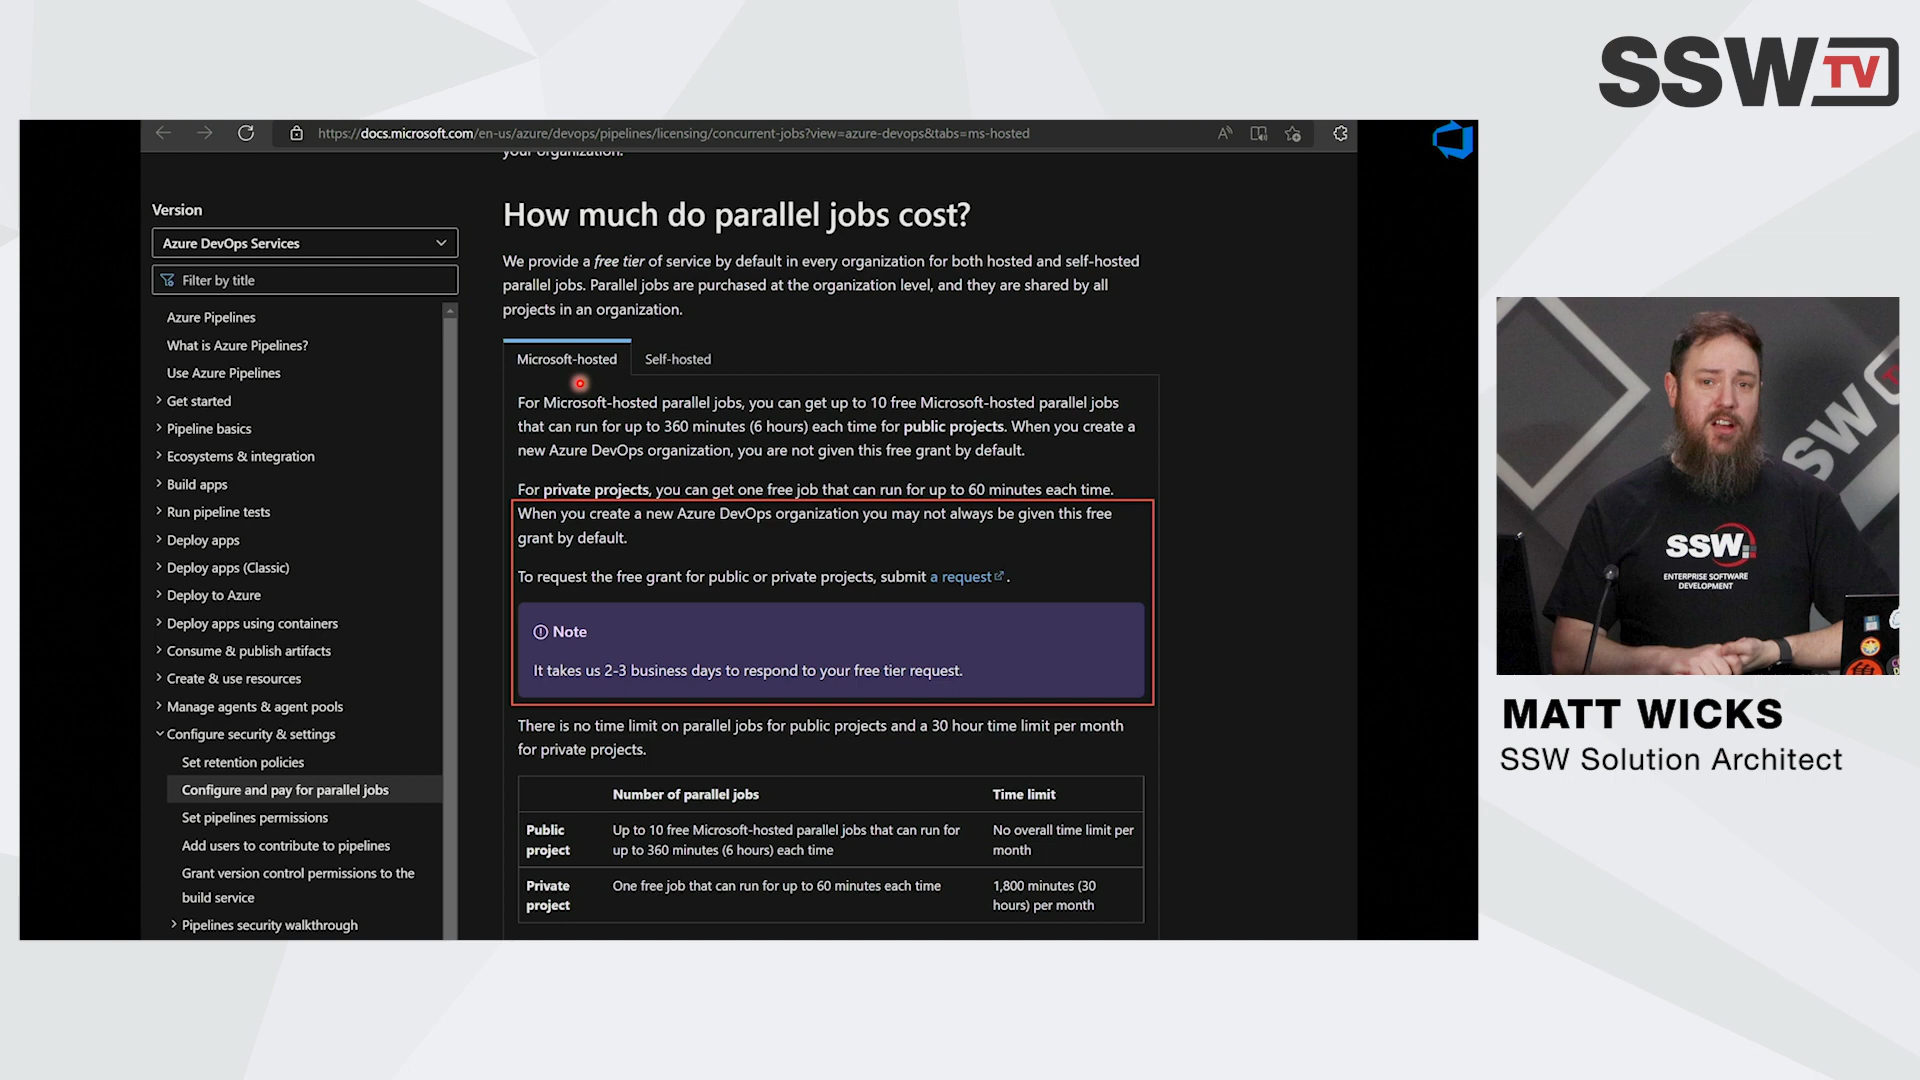 SSW TV
https://docs.microsoft.com/en-us/azure/devops/pipelines/licensing/concurrent-jobs?view=azure-devops&tabs=ms-hosted
your organization.
Version
Azure DevOps Services
Filter by title
Azure Pipelines
What is Azure Pipelines?
Use Azure Pipelines
Get started
Pipeline basics
Ecosystems & integration
Build apps
Run pipeline tests
Deploy apps
Deploy apps (Classic)
Deploy to Azure
Deploy apps using containers
Consume & publish artifacts
Create & use resources
Manage agents & agent pools
Configure security & settings
Set retention policies
Configure and pay for parallel jobs
Set pipelines permissions
Add users to contribute to pipelines
Grant version control permissions to the
build service
Pipelines security walkthrough
How much do parallel jobs cost?
We provide a free tier of service by default in every organization for both hosted and self-hosted
parallel jobs. Parallel jobs are purchased at the organization level, and they are shared by all
projects in an organization.
Microsoft-hosted Self-hosted
For Microsoft-hosted parallel jobs, you can get up to 10 free Microsoft-hosted parallel jobs
that can run for up to 360 minutes (6 hours) each time for public projects. When you create a
new Azure DevOps organization, you are not given this free grant by default.
For private projects, you can get one free job that can run for up to 60 minutes each time.
When you create a new Azure DevOps organization you may not always be given this free
grant by default.
To request the free grant for public or private projects, submit a request.
Note
It takes us 2-3 business days to respond to your free tier request.
There is no time limit on parallel jobs for public projects and a 30 hour time limit per month
for private projects.
Number of parallel jobs Time limit
Public Up to 10 free Microsoft-hosted parallel jobs that can run for No overall time limit per
project up to 360 minutes (6 hours) each time month
Private One free job that can run for up to 60 minutes each time 1,800 minutes (30
project hours) per month
SSW
SSW
ENTERPRISE SOFTWARE
DEVELOPMENT
MATT WICKS
SSW Solution Architect